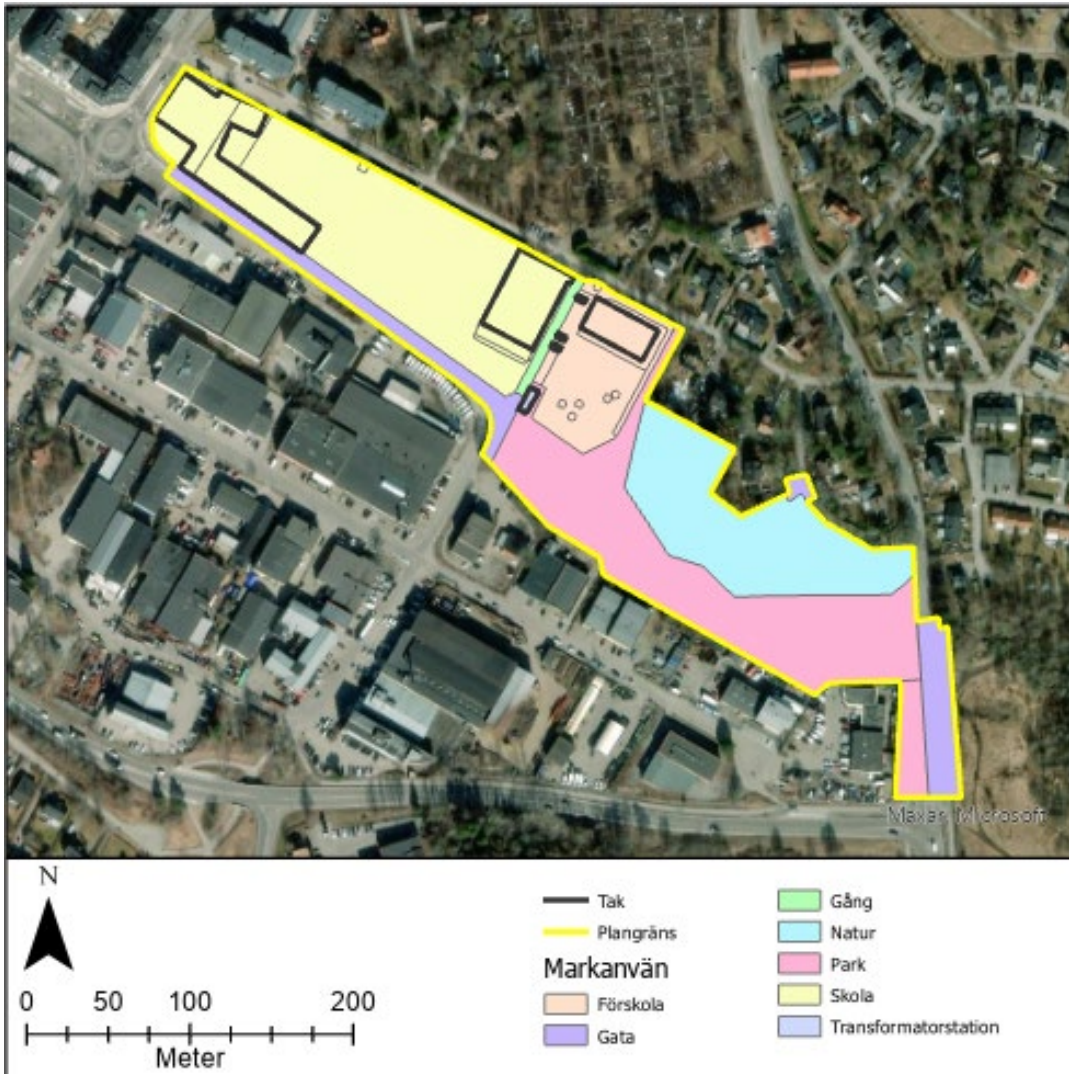 Maxar, Microsoft
N
0 50 100 200
Meter
Tak
Plangräns
Markanvän
Förskola
Gata
Gång
Natur
Park
Skola
Transformatorstation